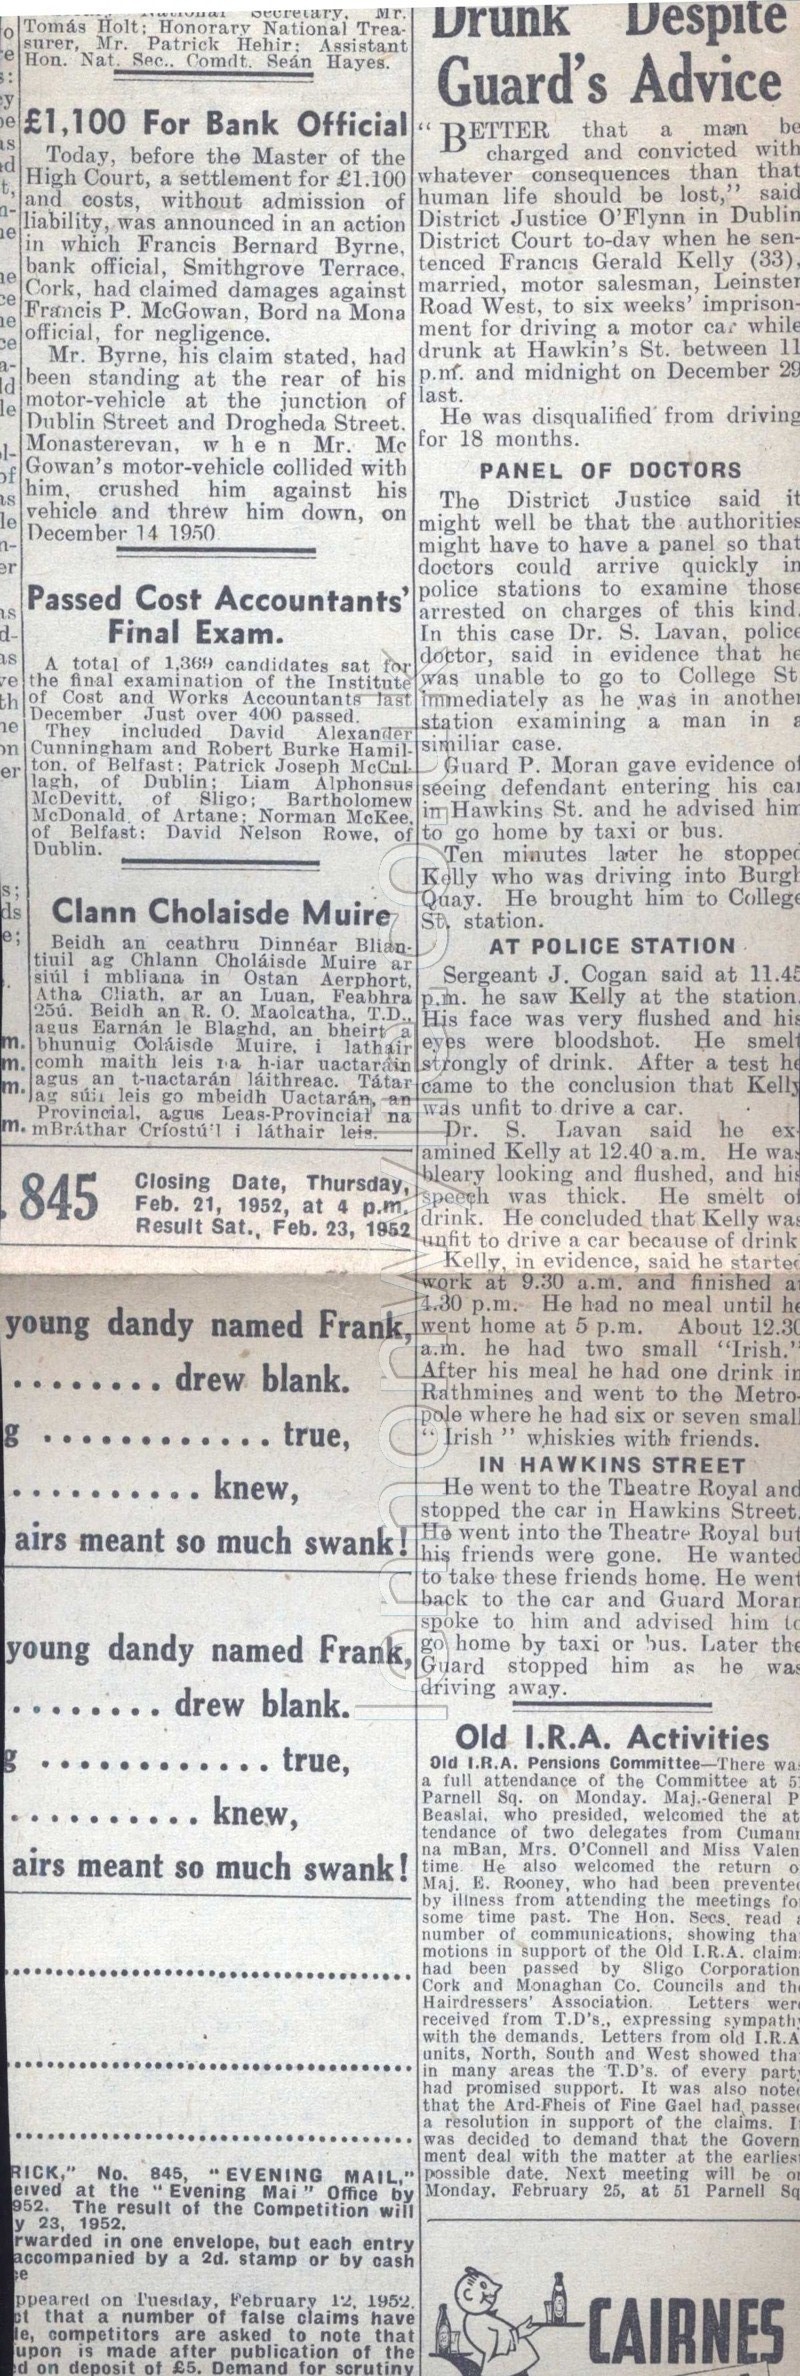 National Secretary, Mr.
Tomás Holt; Honorary National Trea-
surer, Mr. Patrick Hehir; Assistant
Hon. Nat. Sec.. Comdt. Seán Hayes.
£1,100 For Bank Official
Today, before the Master of the
High Court, a settlement for £1.100
and costs, without admission of
liability, was announced in an action
in which Francis Bernard Byrne,
bank official, Smithgrove Terrace,
Cork, had claimed damages against
Francis P. McGowan, Bord na Mona
official, for negligence.
Mr. Byrne, his claim stated, had
been standing at the rear of his
motor-vehicle at the junction of
Dublin Street and Drogheda Street.
Monasterevan, when Mr. Mc
Gowan's motor-vehicle collided with
him, crushed him against his
vehicle and threw him down, on
December 14 1950
Passed Cost Accountants'
Final Exam.
A total of 1,369 candidates sat for
the final examination of the Institute
of Cost and Works Accountants last
December Just over 400 passed.
They included David Alexander
Cunningham and Robert Burke Hamil-
ton, of Belfast; Patrick Joseph McCul
lagh, of Dublin; Liam Alphonsus
McDevitt, of Sligo; Bartholomew
McDonald of Artane; Norman McKee,
of Belfast; David Nelson Rowe, of
Dublin.
Clann Cholaisde Muire
Beidh an ceathru Dinnéar Blian-
tiuil ag Chlann Choláisde Muire ar
siúl i mbliana in Ostan Aerphort,
Atha Cliath, ar an Luan, Feabhra
25ú. Beidh an R. O. Maolcatha, T.D.,
agus Earnán le Blaghd, an bheirt a
bhunuig Coláisde Muire, i lathair
comh maith leis na h-iar uactaráin
agus an t-uactarán láithreac. Tátar
ag súil leis go mbeidh Uactarán, an
Provincial, agus Leas-Provincial na
mBráthar Críostúil i láthair leis.
845
Closing Date, Thursday,
Feb. 21, 1952, at 4 p.m.
Result Sat., Feb. 23, 1952
young dandy named Frank,
........ drew blank.
g ............ true,
.......... knew,
airs meant so much swank!
young dandy named Frank,
........ drew blank.
g ............ true,
.......... knew,
airs meant so much swank!
RICK," No. 845, "EVENING MAIL,"
eived at the "Evening Mai" Office by
952. The result of the Competition will
y 23, 1952.
rwarded in one envelope, but each entry
accompanied by a 2d. stamp or by cash
ppeared on Tuesday, February 12, 1952.
ct that a number of false claims have
le, competitors are asked to note that
upon is made after publication of the
ed on deposit of £5. Demand for scrutiny
Drunk Despite
Guard's Advice
"BETTER that a man be
charged and convicted with
whatever consequences than that
human life should be lost," said
District Justice O'Flynn in Dublin
District Court to-day when he sen-
tenced Francis Gerald Kelly (33),
married, motor salesman, Leinster
Road West, to six weeks' imprison-
ment for driving a motor car while
drunk at Hawkin's St. between 11
p.m. and midnight on December 29
last.
He was disqualified from driving
for 18 months.
PANEL OF DOCTORS
The District Justice said it
might well be that the authorities
might have to have a panel so that
doctors could arrive quickly in
police stations to examine those
arrested on charges of this kind.
In this case Dr. S. Lavan, police
doctor, said in evidence that he
was unable to go to College St
immediately as he was in another
station examining a man in a
similiar case.
Guard P. Moran gave evidence of
seeing defendant entering his car
in Hawkins St. and he advised him
to go home by taxi or bus.
Ten minutes later he stopped
Kelly who was driving into Burgh
Quay. He brought him to College
St. station.
AT POLICE STATION
Sergeant J. Cogan said at 11.45
p.m. he saw Kelly at the station.
His face was very flushed and his
eyes were bloodshot. He smelt
strongly of drink. After a test he
came to the conclusion that Kelly
was unfit to drive a car.
Dr. S. Lavan said he ex-
amined Kelly at 12.40 a.m. He was
bleary looking and flushed, and his
speech was thick. He smelt of
drink. He concluded that Kelly was
unfit to drive a car because of drink
Kelly, in evidence, said he started
work at 9.30 a.m. and finished at
4.30 p.m. He had no meal until he
went home at 5 p.m. About 12.30
a.m. he had two small "Irish."
After his meal he had one drink in
Rathmines and went to the Metro-
pole where he had six or seven small
"Irish" whiskies with friends.
IN HAWKINS STREET
He went to the Theatre Royal and
stopped the car in Hawkins Street.
He went into the Theatre Royal but
his friends were gone. He wanted
to take these friends home. He went
back to the car and Guard Moran
spoke to him and advised him to
go home by taxi or bus. Later the
Guard stopped him as he was
driving away.
Old I.R.A. Activities
Old I.R.A. Pensions Committee—There was
a full attendance of the Committee at 51
Parnell Sq. on Monday. Maj.-General P
Beaslai, who presided, welcomed the at
tendance of two delegates from Cumann
na mBan, Mrs. O'Connell and Miss Valen
time. He also welcomed the return o
Maj. E. Rooney, who had been prevented
by illness from attending the meetings fo
some time past. The Hon. Secs. read a
number of communications, showing that
motions in support of the Old I.R.A. claims
had been passed by Sligo Corporation
Cork and Monaghan Co. Councils and the
Hairdressers' Association. Letters were
received from T.D's., expressing sympathy
with the demands. Letters from old I.R.A
units, North, South and West showed that
in many areas the T.D's. of every party
had promised support. It was also noted
that the Ard-Fheis of Fine Gael had passed
a resolution in support of the claims. It
was decided to demand that the Govern
ment deal with the matter at the earliest
possible date. Next meeting will be on
Monday, February 25, at 51 Parnell Sq
CAIRNES